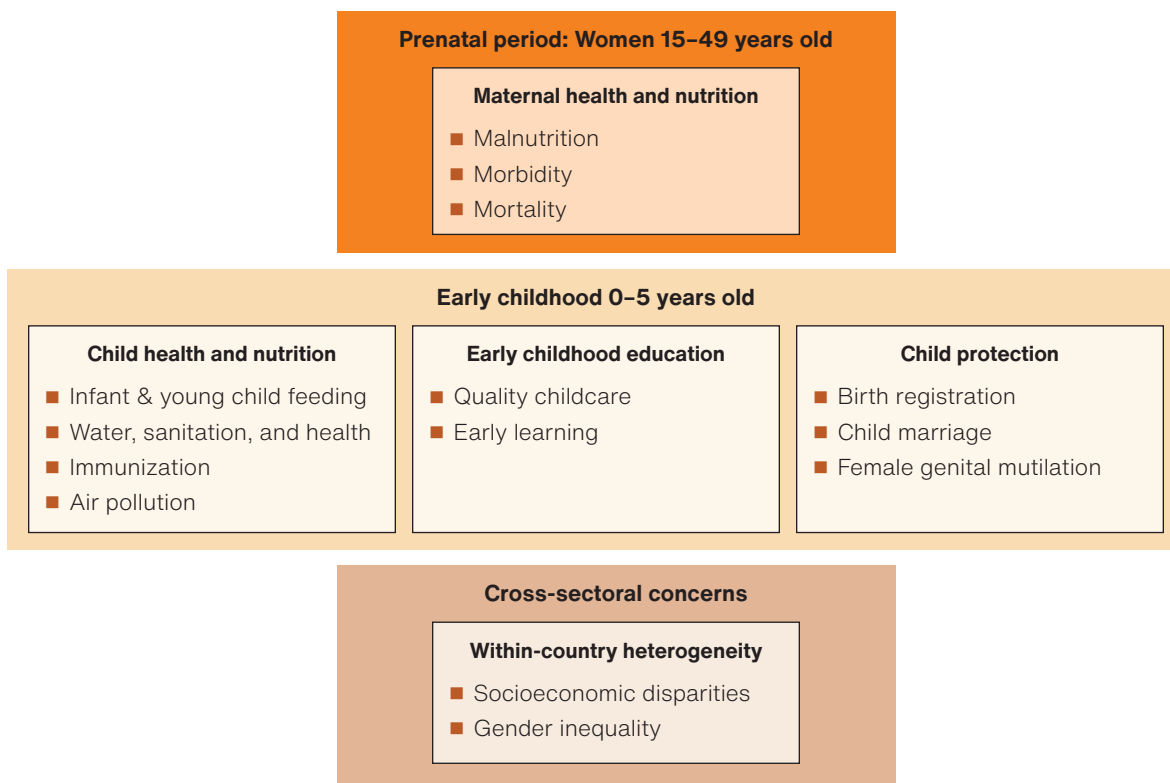 Prenatal period: Women 15–49 years old
Maternal health and nutrition
■ Malnutrition
■ Morbidity
■ Mortality
Early childhood 0–5 years old
Child health and nutrition
■ Infant & young child feeding
■ Water, sanitation, and health
■ Immunization
■ Air pollution
Early childhood education
■ Quality childcare
■ Early learning
Child protection
■ Birth registration
■ Child marriage
■ Female genital mutilation
Cross-sectoral concerns
Within-country heterogeneity
■ Socioeconomic disparities
■ Gender inequality